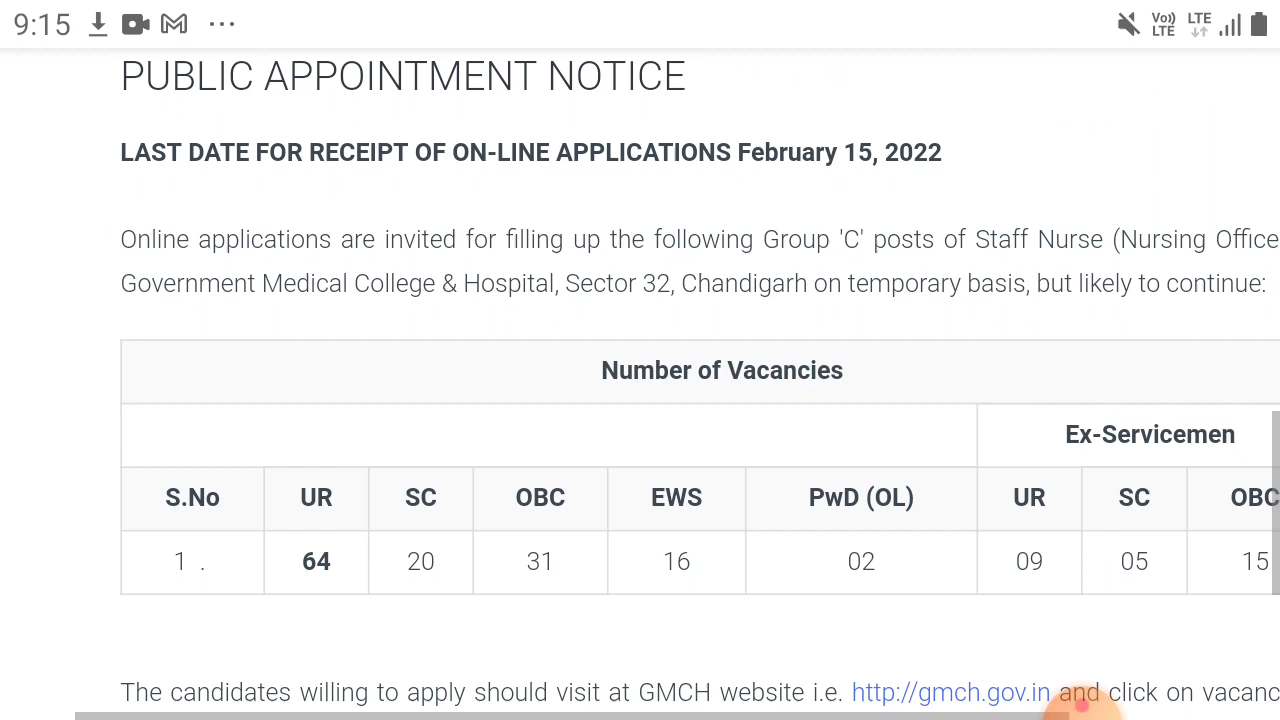 9:15 Vo)) LTE LTE
PUBLIC APPOINTMENT NOTICE
LAST DATE FOR RECEIPT OF ON-LINE APPLICATIONS February 15, 2022
Online applications are invited for filling up the following Group 'C' posts of Staff Nurse (Nursing Office
Government Medical College & Hospital, Sector 32, Chandigarh on temporary basis, but likely to continue:
Number of Vacancies
Ex-Servicemen
S.No UR SC OBC EWS PwD (OL) UR SC OBC
1 . 64 20 31 16 02 09 05 15
The candidates willing to apply should visit at GMCH website i.e. http://gmch.gov.in and click on vacanc